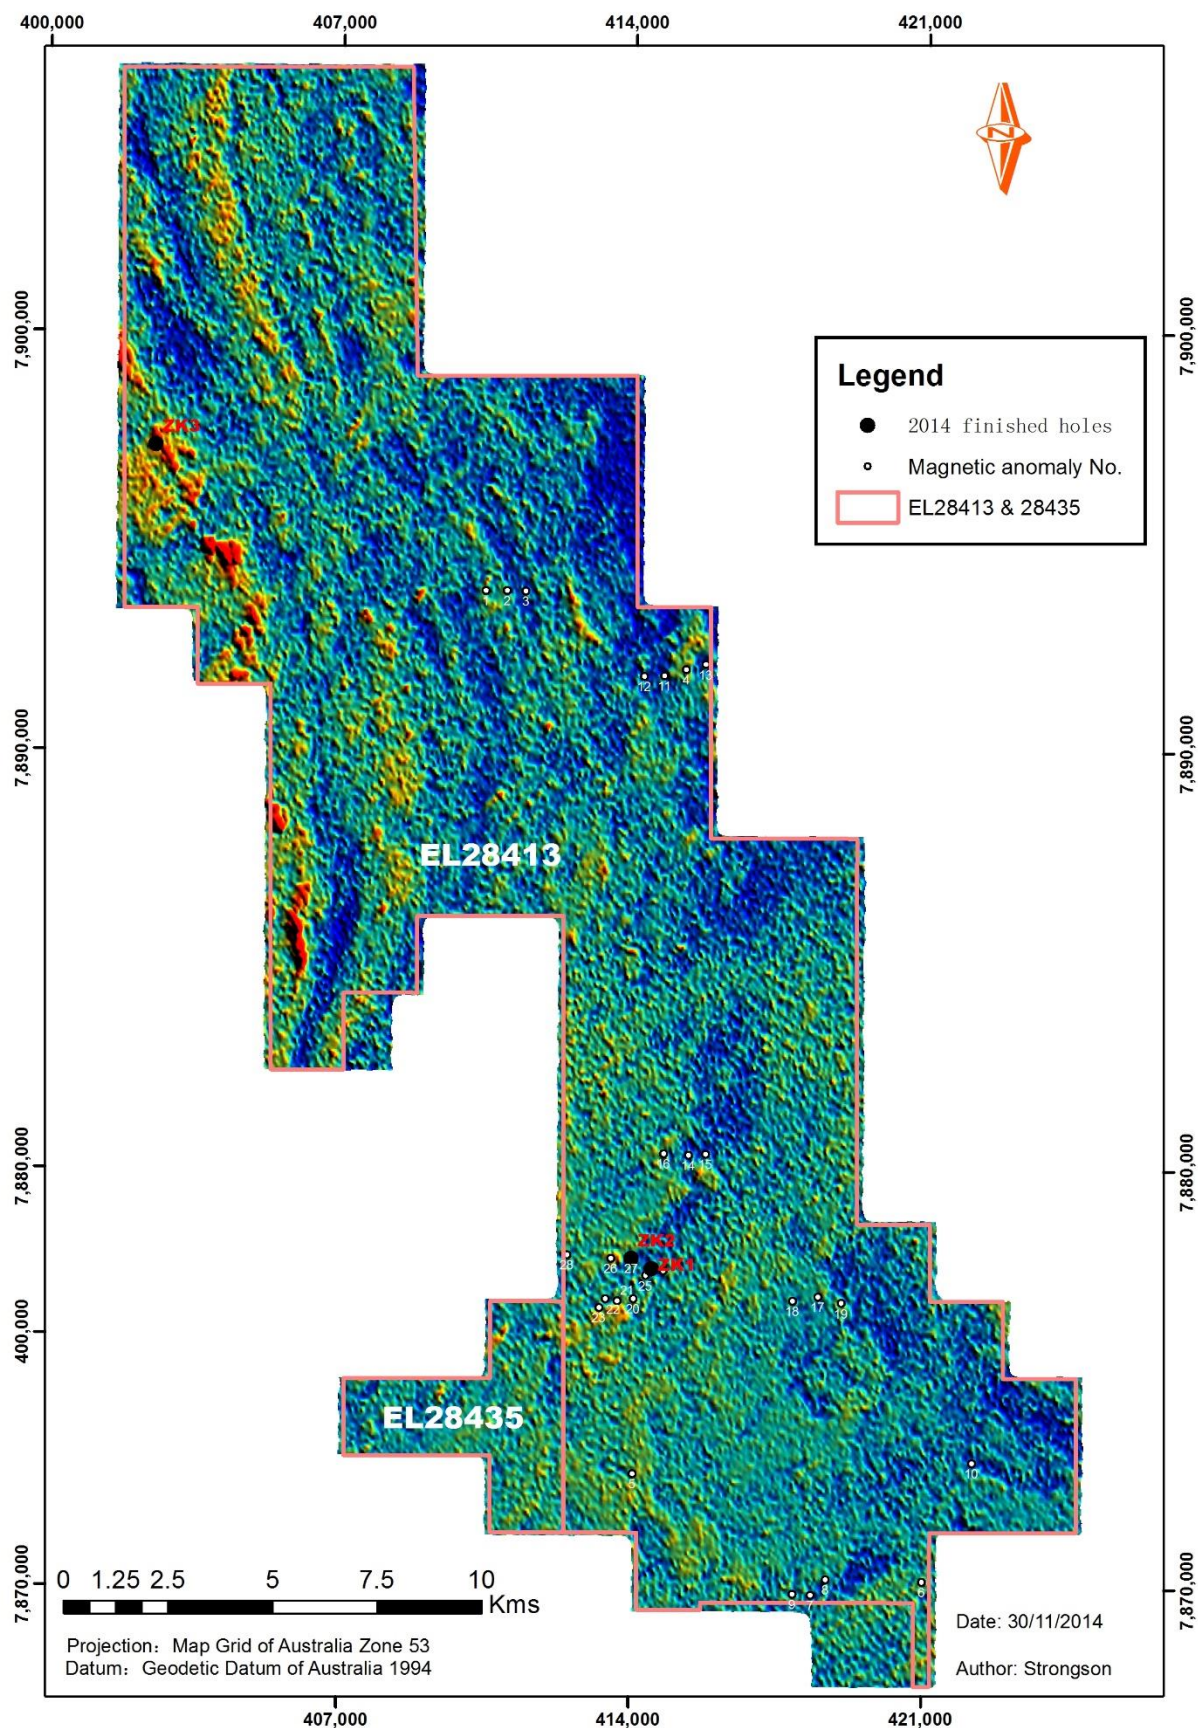 400,000 407,000 414,000 421,000
N
7,900,000
7,900,000
Legend
2014 finished holes
Magnetic anomaly No.
EL28413 & 28435
ZK3
1 2 3
12 11 4 13
7,890,000
7,890,000
EL28413
7,880,000
7,880,000
16 14 15
ZK2
ZK1
28 26 27
25
21
23 22 20
18 17 19
400,000
EL28435
5
10
7,870,000
7,870,000
0 1.25 2.5 5 7.5 10
Kms
9 7 8 6
Projection: Map Grid of Australia Zone 53
Datum: Geodetic Datum of Australia 1994
Date: 30/11/2014
Author: Strongson
407,000 414,000 421,000